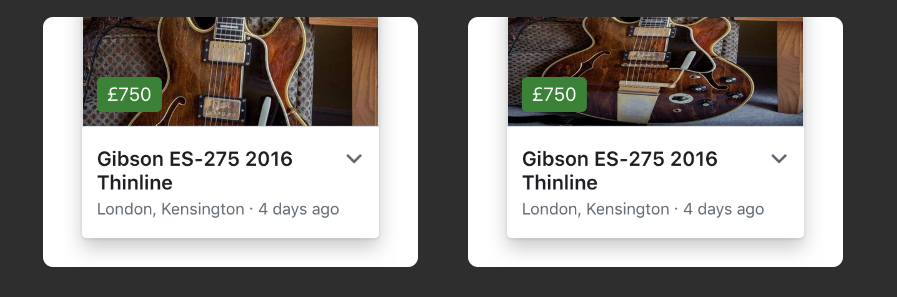 £750
Gibson ES-275 2016
Thinline
London, Kensington · 4 days ago
£750
Gibson ES-275 2016
Thinline
London, Kensington · 4 days ago